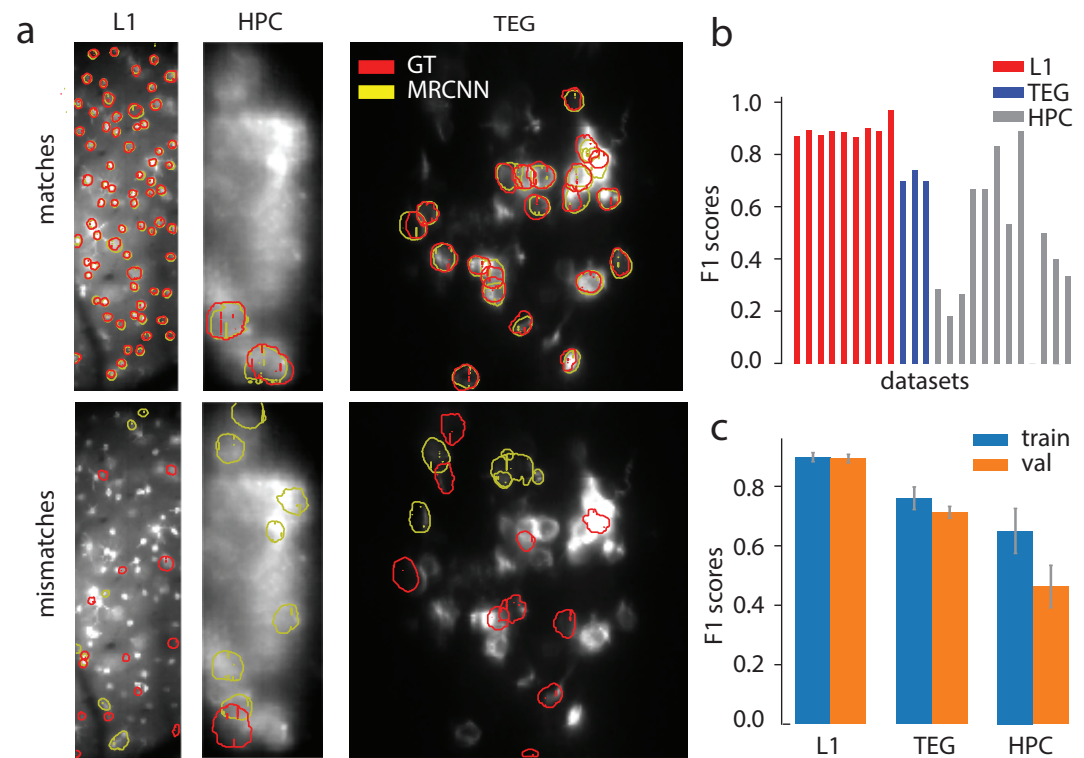 a
L1
HPC
TEG
GT
MRCNN
matches
mismatches
b
L1
TEG
HPC
1.0
0.8
0.6
0.4
0.2
0.0
F1 scores
datasets
c
train
val
0.8
0.6
0.4
0.2
0.0
F1 scores
L1
TEG
HPC